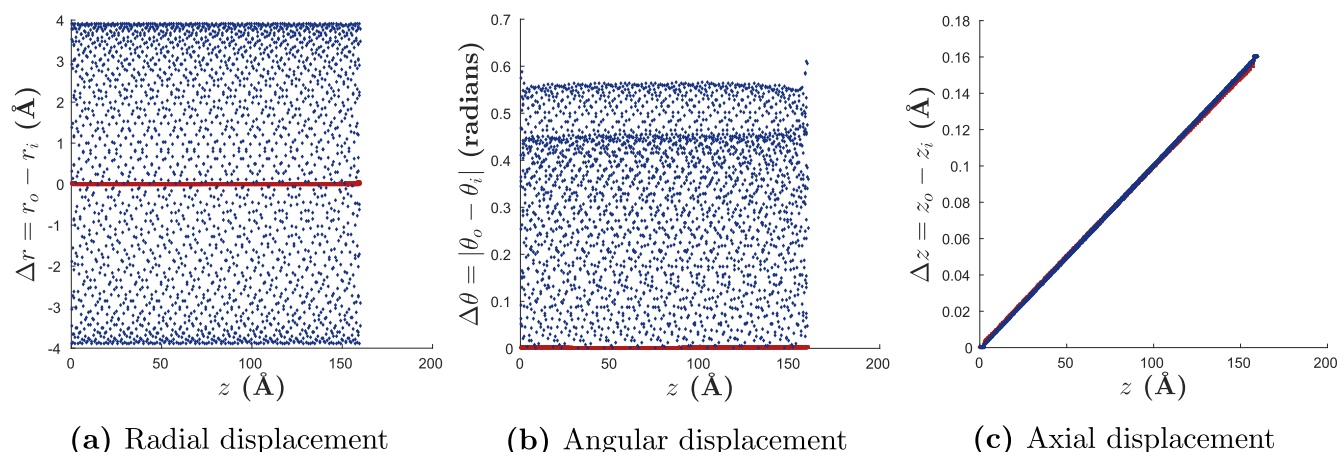 4
3
2
1
0
-1
-2
-3
-4
0 50 100 150 200
Δr = r_o − r_i (Å)
z (Å)
(a) Radial displacement
0.7
0.6
0.5
0.4
0.3
0.2
0.1
0
0 50 100 150 200
Δθ = |θ_o − θ_i| (radians)
z (Å)
(b) Angular displacement
0.18
0.16
0.14
0.12
0.1
0.08
0.06
0.04
0.02
0
0 50 100 150 200
Δz = z_o − z_i (Å)
z (Å)
(c) Axial displacement